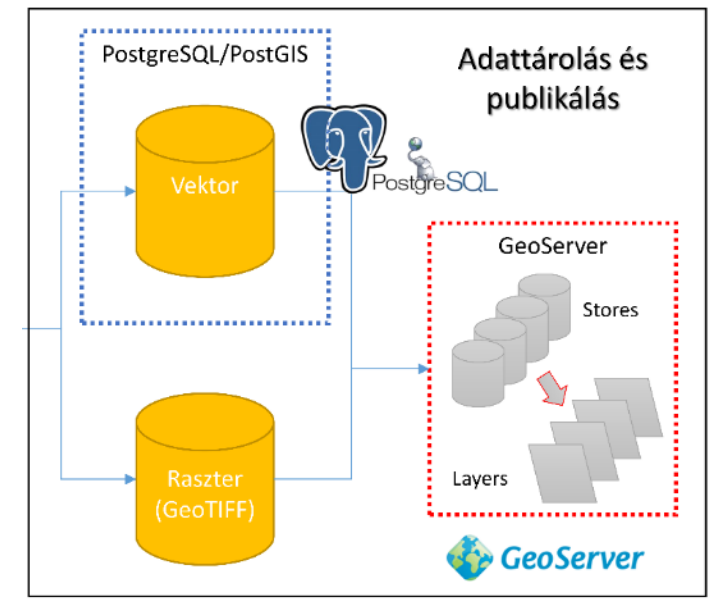 PostgreSQL/PostGIS
Adattárolás és
publikálás
Vektor
PostgreSQL
GeoServer
Stores
Layers
Raszter
(GeoTIFF)
GeoServer